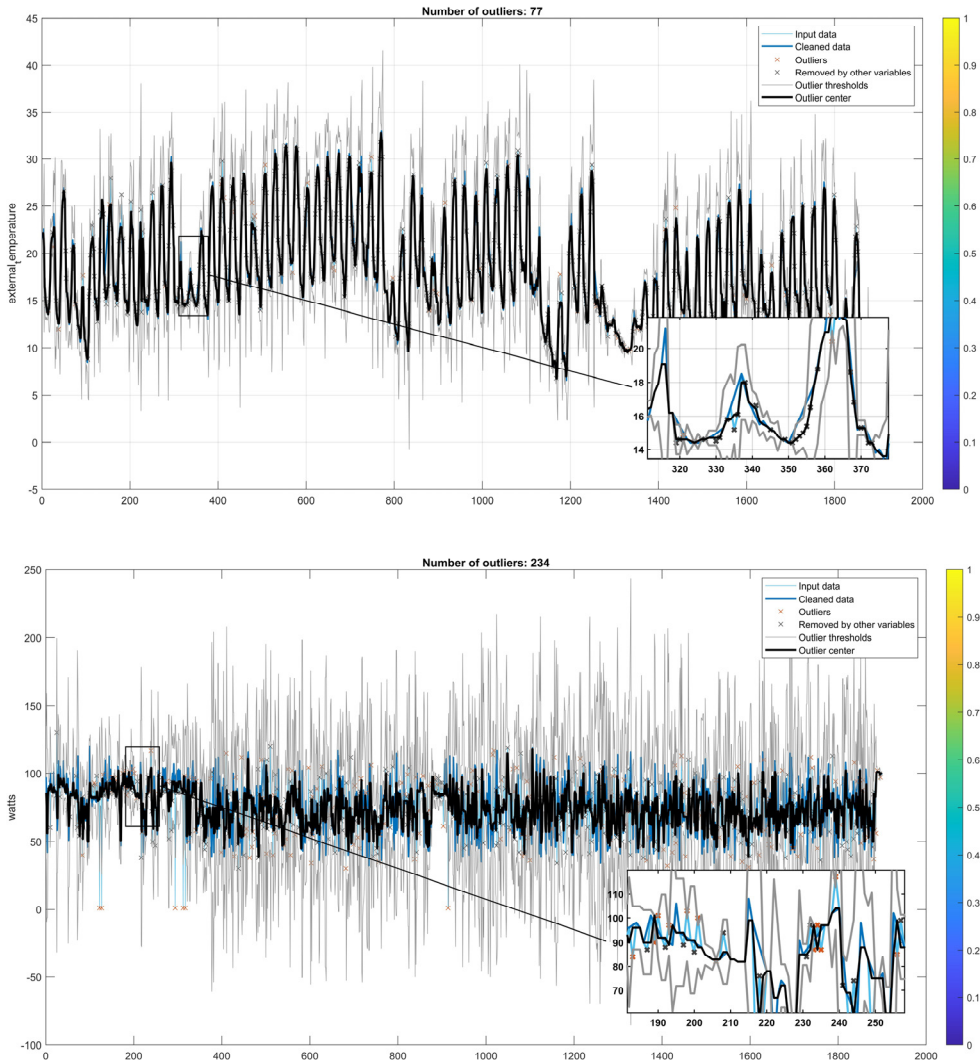 Number of outliers: 77
45
40
35
30
25
20
15
10
5
0
-5
external_temperature
Input data
Cleaned data
Outliers
Removed by other variables
Outlier thresholds
Outlier center
1
0.9
0.8
0.7
0.6
0.5
0.4
0.3
0.2
0.1
0
22
20
18
16
14
320 330 340 350 360 370
0 200 400 600 800 1000 1200 1400 1600 1800 2000
Number of outliers: 234
250
200
150
100
50
0
-50
-100
watts
Input data
Cleaned data
Outliers
Removed by other variables
Outlier thresholds
Outlier center
1
0.9
0.8
0.7
0.6
0.5
0.4
0.3
0.2
0.1
0
110
100
90
80
70
190 200 210 220 230 240 250
0 200 400 600 800 1000 1200 1400 1600 1800 2000